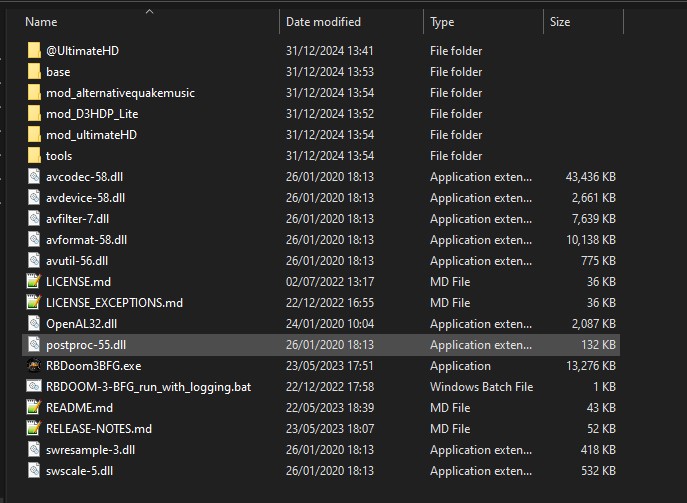 Name Date modified Type Size
@UltimateHD 31/12/2024 13:41 File folder
base 31/12/2024 13:53 File folder
mod_alternativequakemusic 31/12/2024 13:54 File folder
mod_D3HDP_Lite 31/12/2024 13:52 File folder
mod_ultimateHD 31/12/2024 13:54 File folder
tools 31/12/2024 13:54 File folder
avcodec-58.dll 26/01/2020 18:13 Application exten... 43,436 KB
avdevice-58.dll 26/01/2020 18:13 Application exten... 2,661 KB
avfilter-7.dll 26/01/2020 18:13 Application exten... 7,639 KB
avformat-58.dll 26/01/2020 18:13 Application exten... 10,138 KB
avutil-56.dll 26/01/2020 18:13 Application exten... 775 KB
LICENSE.md 02/07/2022 13:17 MD File 36 KB
LICENSE_EXCEPTIONS.md 22/12/2022 16:55 MD File 36 KB
OpenAL32.dll 24/01/2020 10:04 Application exten... 2,087 KB
postproc-55.dll 26/01/2020 18:13 Application exten... 132 KB
RBDoom3BFG.exe 23/05/2023 17:51 Application 13,276 KB
RBDOOM-3-BFG_run_with_logging.bat 22/12/2022 17:58 Windows Batch File 1 KB
README.md 22/05/2023 18:39 MD File 43 KB
RELEASE-NOTES.md 23/05/2023 18:07 MD File 52 KB
swresample-3.dll 26/01/2020 18:13 Application exten... 418 KB
swscale-5.dll 26/01/2020 18:13 Application exten... 532 KB